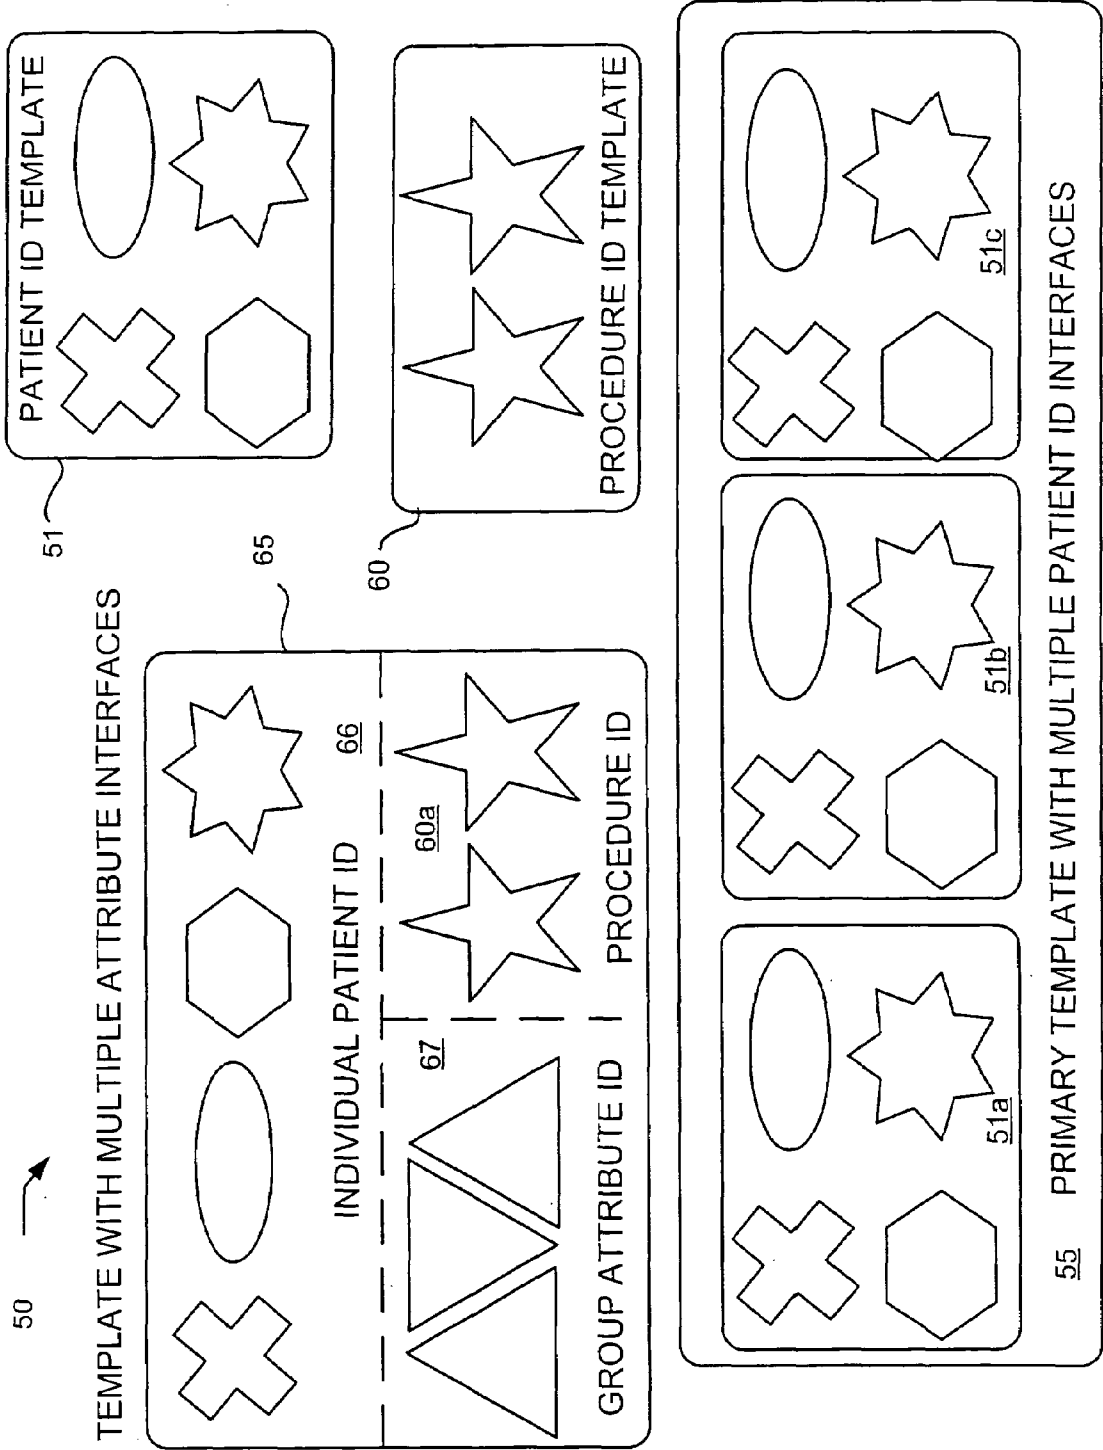 50
TEMPLATE WITH MULTIPLE ATTRIBUTE INTERFACES
51
PATIENT ID TEMPLATE
65
INDIVIDUAL PATIENT ID
66
67
60a
GROUP ATTRIBUTE ID
PROCEDURE ID
60
PROCEDURE ID TEMPLATE
51a
51b
51c
55
PRIMARY TEMPLATE WITH MULTIPLE PATIENT ID INTERFACES